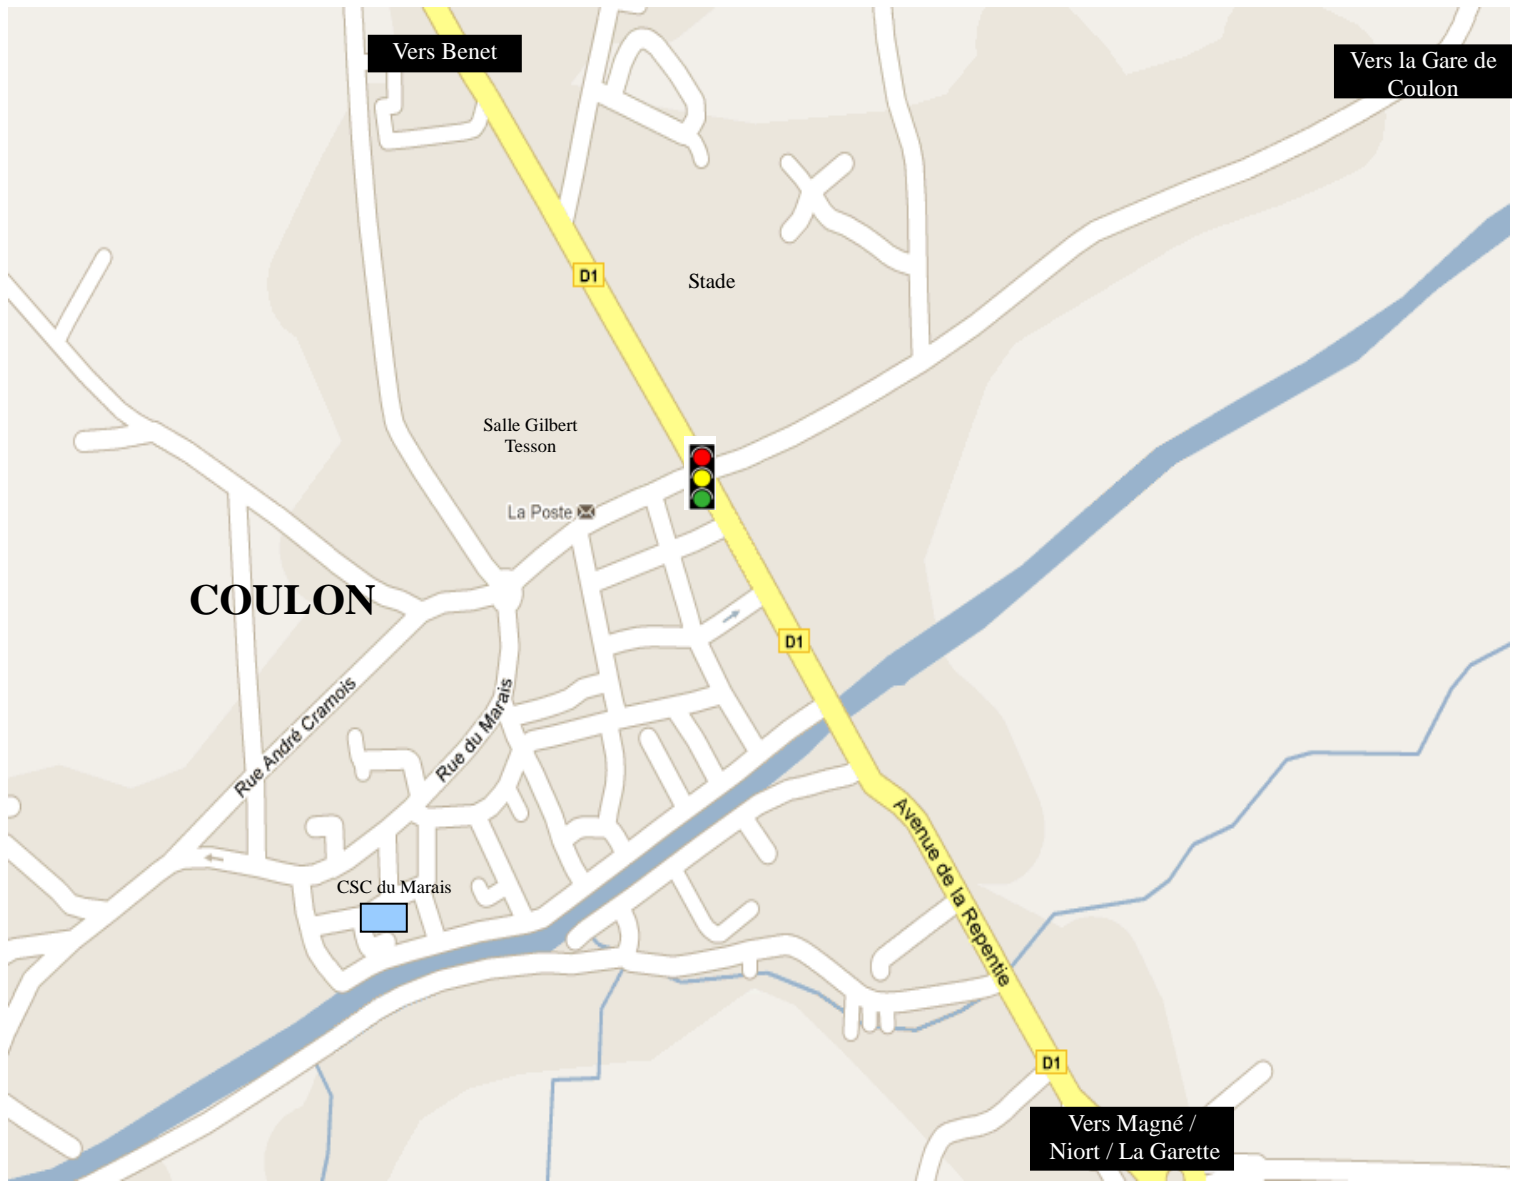 Vers Benet
Vers la Gare de
Coulon
D1
Stade
Salle Gilbert
Tesson
La Poste
COULON
D1
Rue André Cramois
Rue du Marais
Avenue de la Repentie
CSC du Marais
D1
Vers Magné /
Niort / La Garette